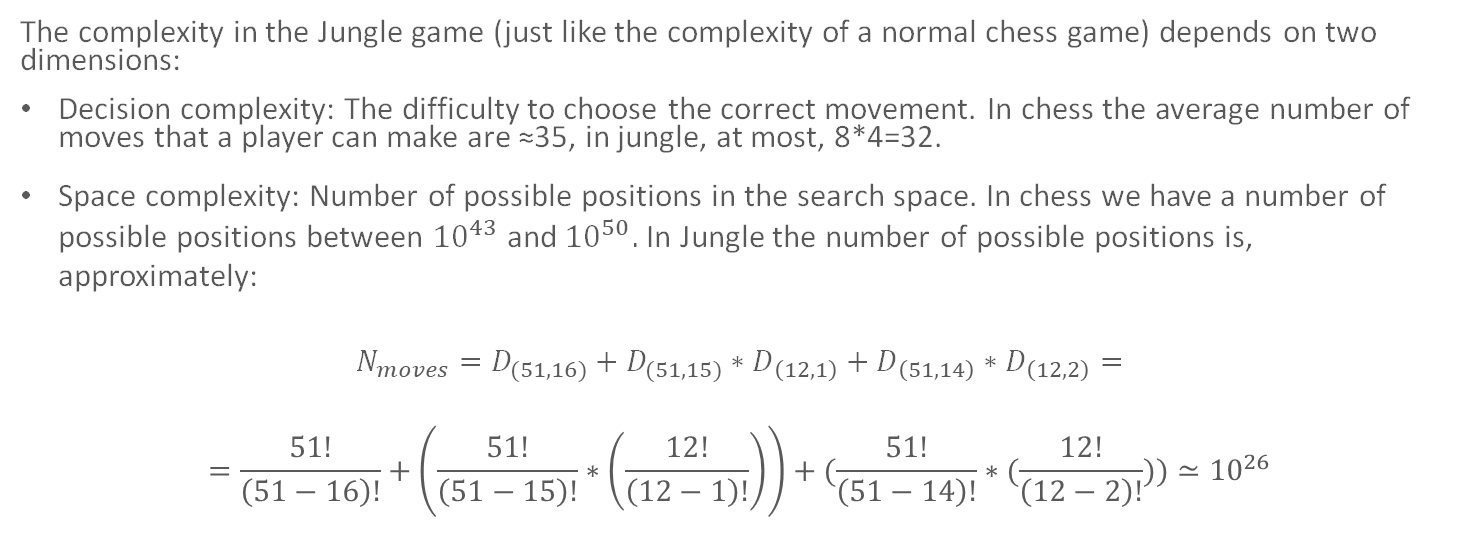 The complexity in the Jungle game (just like the complexity of a normal chess game) depends on two
dimensions:
• Decision complexity: The difficulty to choose the correct movement. In chess the average number of
moves that a player can make are ≈35, in jungle, at most, 8*4=32.
• Space complexity: Number of possible positions in the search space. In chess we have a number of
possible positions between 10^43 and 10^50. In Jungle the number of possible positions is,
approximately:
N_moves = D_(51,16) + D_(51,15) * D_(12,1) + D_(51,14) * D_(12,2) =
= 51!/(51 − 16)! + (51!/(51 − 15)! * (12!/(12 − 1)!)) + (51!/(51 − 14)! * (12!/(12 − 2)!)) ≃ 10^26